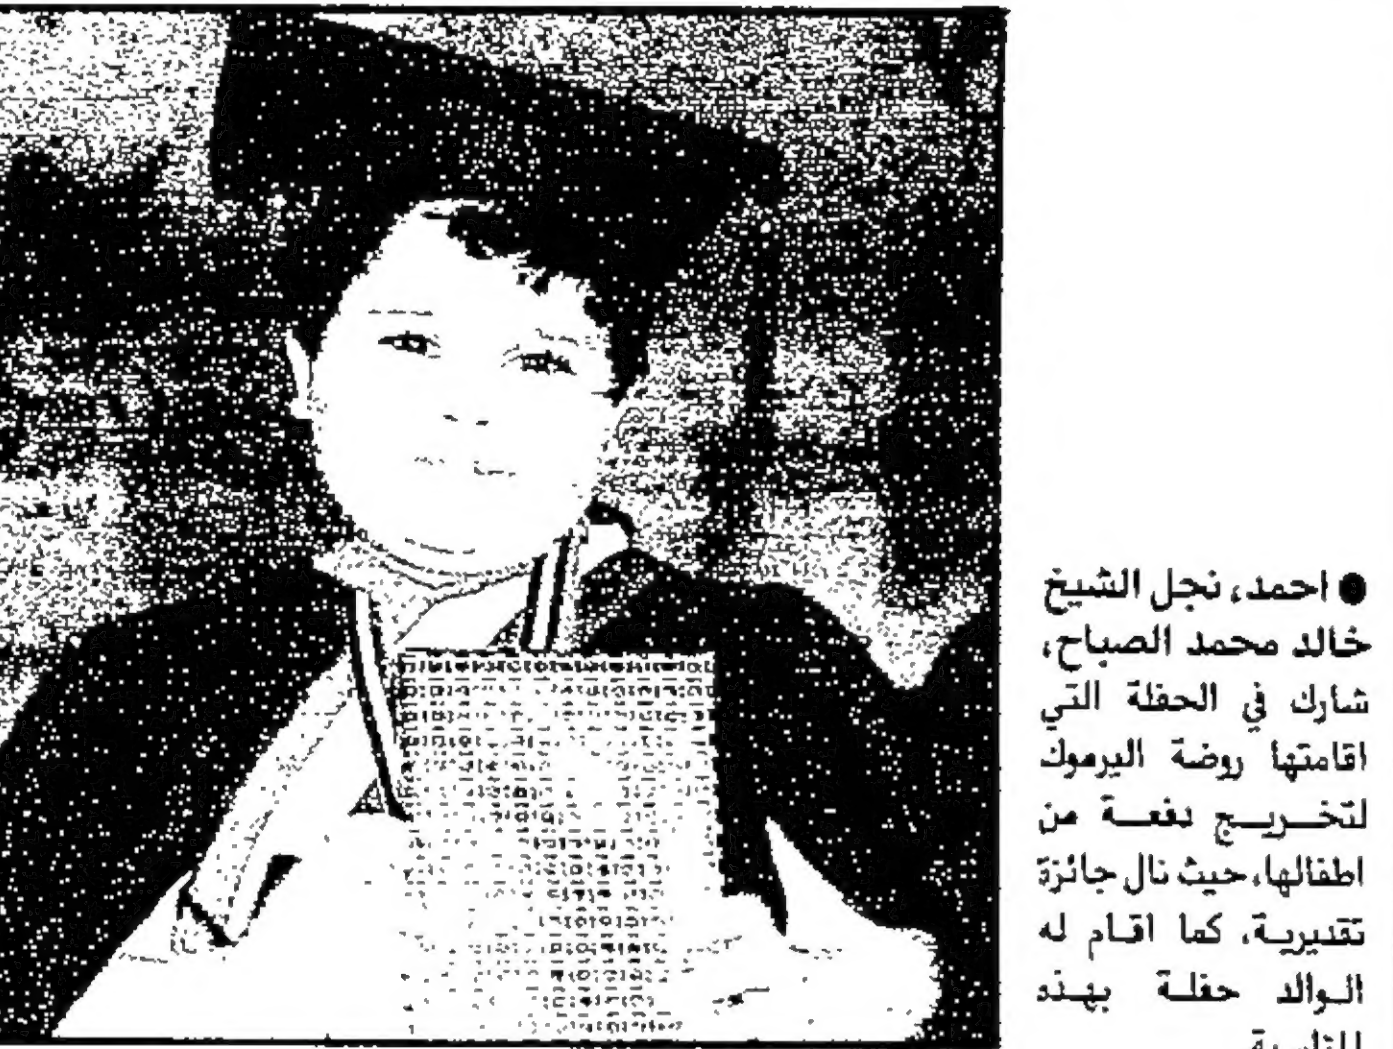 ● احمد، نجل الشيخ
خالد محمد الصباح،
شارك في الحفلة التي
اقامتها روضة اليرموك
لتخريج دفعة من
اطفالها، حيث نال جائزة
تقديرية، كما اقام له
الوالد حفلة بهذه
المناسبة